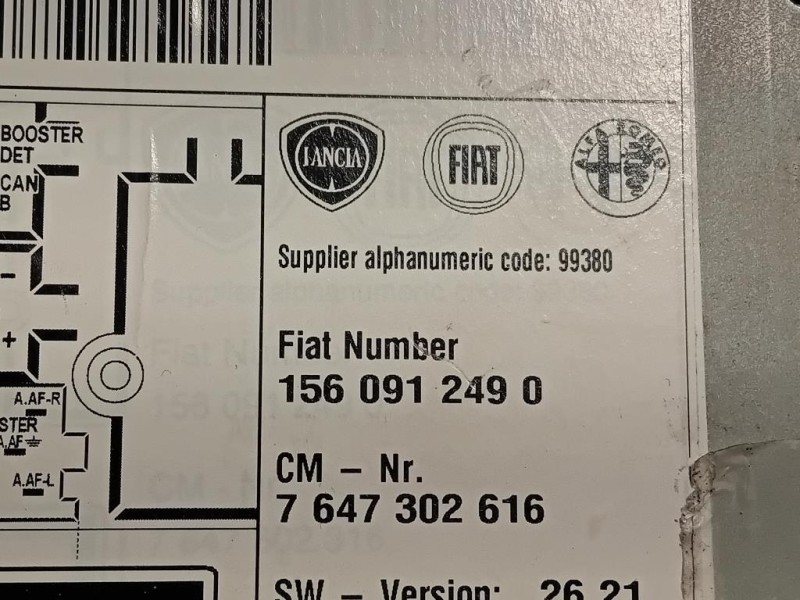 BOOSTER
DET
CAN
B
–
+
A.AF-R
STER
A.AF
A.AF-L
LANCIA
FIAT
ALFA ROMEO
Supplier alphanumeric code: 99380
Fiat Number
156 091 249 0
CM – Nr.
7 647 302 616
SW – Version: 26.21